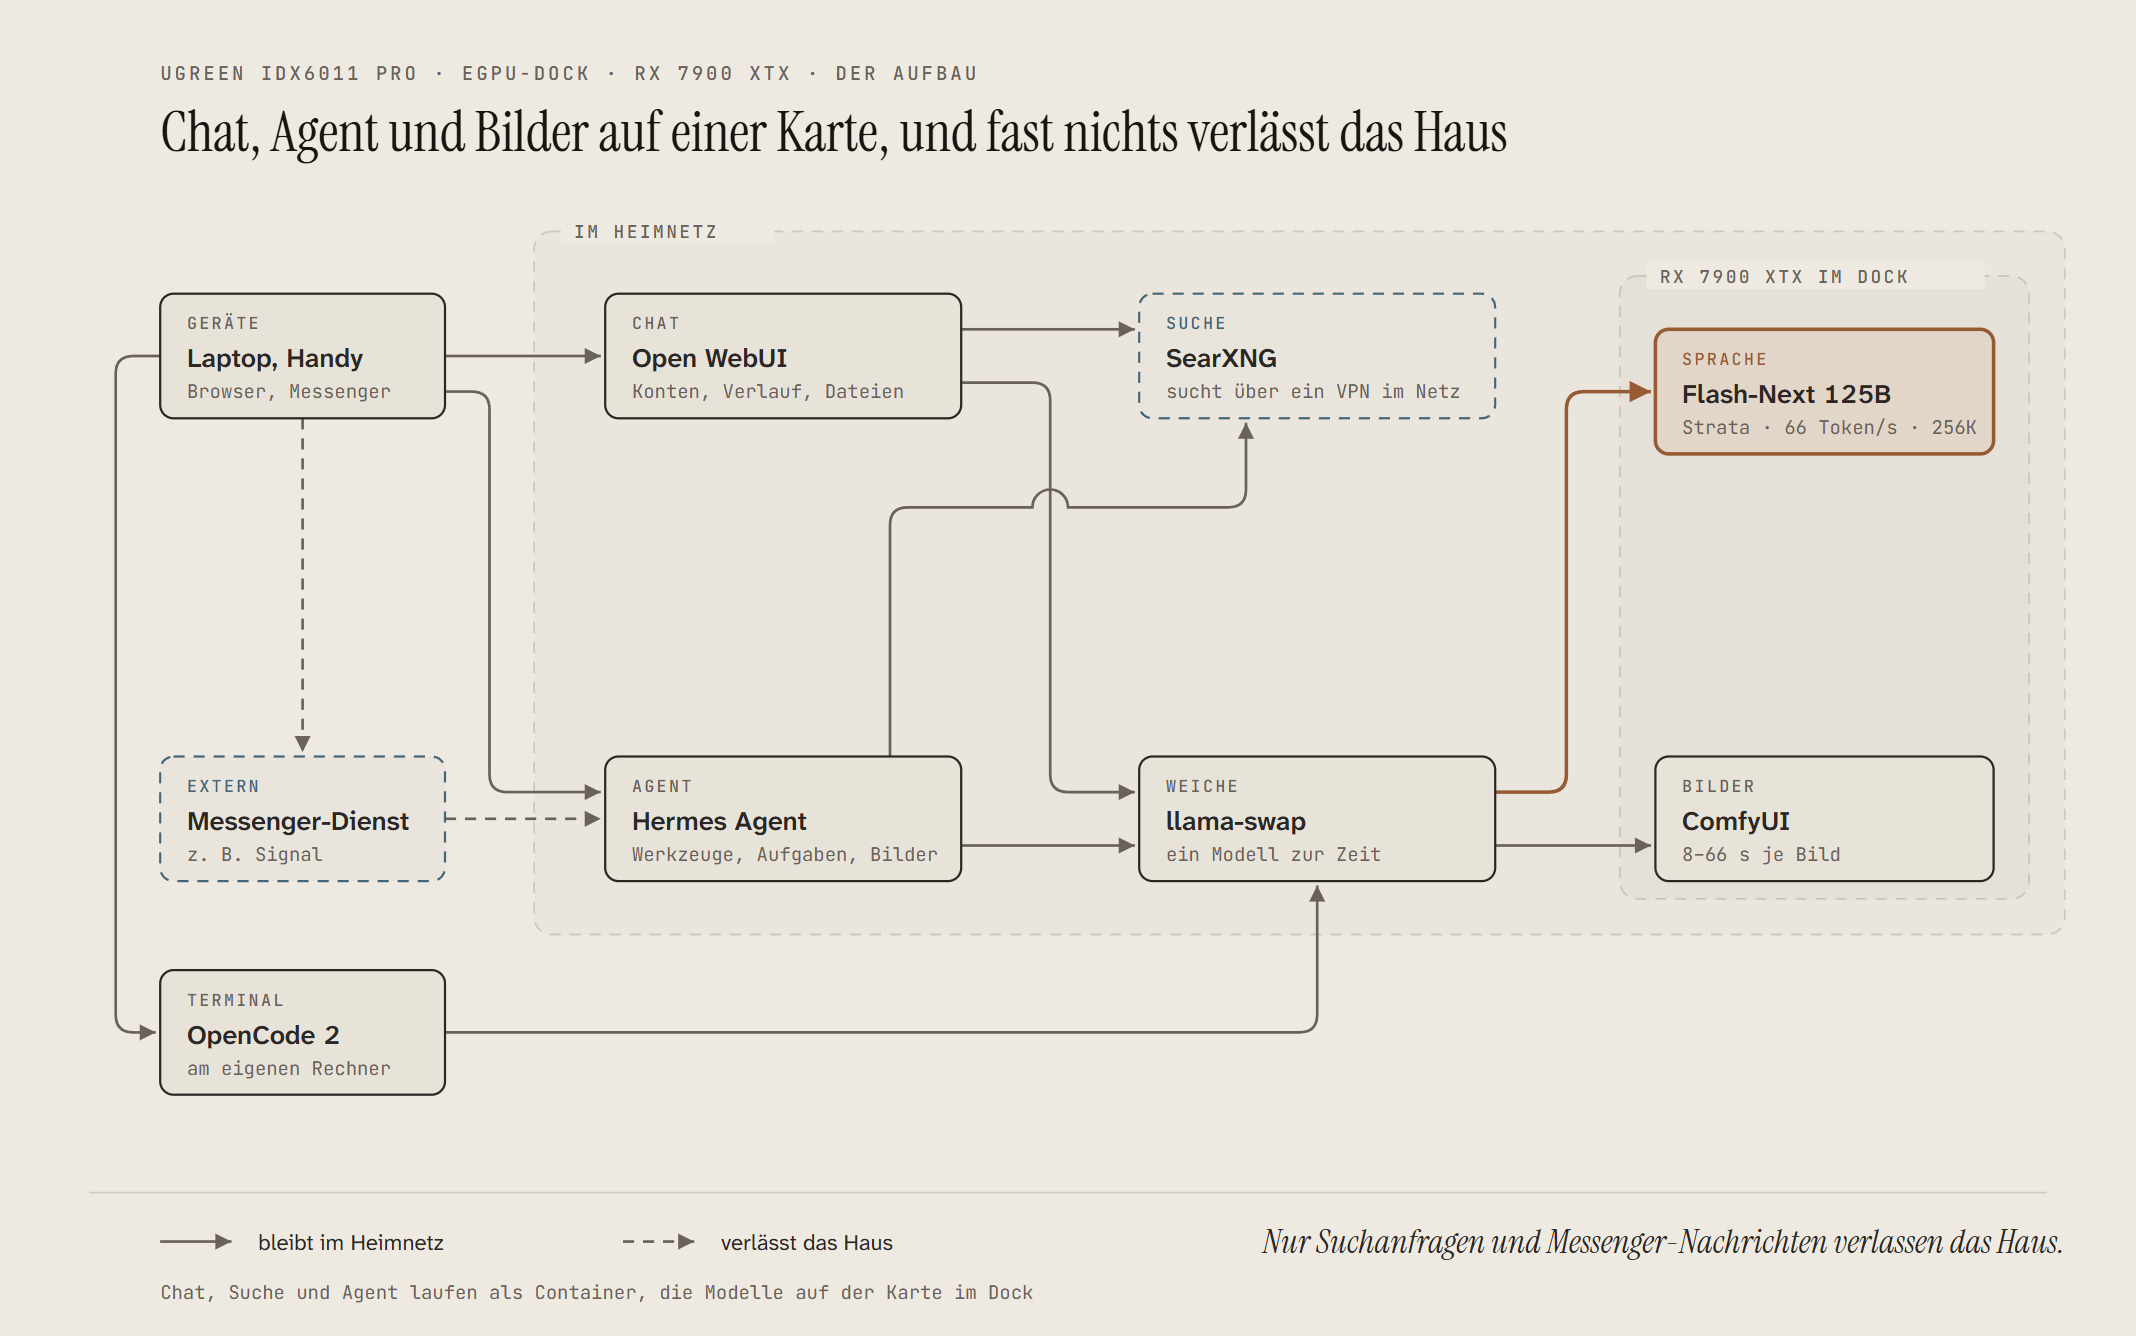 UGREEN IDX6011 PRO · EGPU-DOCK · RX 7900 XTX · DER AUFBAU
Chat, Agent und Bilder auf einer Karte, und fast nichts verlässt das Haus
IM HEIMNETZ
RX 7900 XTX IM DOCK
GERÄTE
Laptop, Handy
Browser, Messenger
CHAT
Open WebUI
Konten, Verlauf, Dateien
SUCHE
SearXNG
sucht über ein VPN im Netz
SPRACHE
Flash-Next 125B
Strata · 66 Token/s · 256K
EXTERN
Messenger-Dienst
z. B. Signal
AGENT
Hermes Agent
Werkzeuge, Aufgaben, Bilder
WEICHE
llama-swap
ein Modell zur Zeit
BILDER
ComfyUI
8–66 s je Bild
TERMINAL
OpenCode 2
am eigenen Rechner
bleibt im Heimnetz
verlässt das Haus
Nur Suchanfragen und Messenger-Nachrichten verlassen das Haus.
Chat, Suche und Agent laufen als Container, die Modelle auf der Karte im Dock